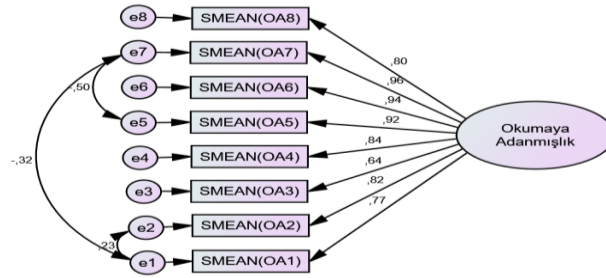 e8 SMEAN(OA8)
,80
e7 SMEAN(OA7)
,96
e6 SMEAN(OA6)
,94
-,50
e5 SMEAN(OA5)
,92
Okumaya
Adanmışlık
e4 SMEAN(OA4)
,84
-,32
e3 SMEAN(OA3)
,64
e2 SMEAN(OA2)
,82
,23
e1 SMEAN(OA1)
,77